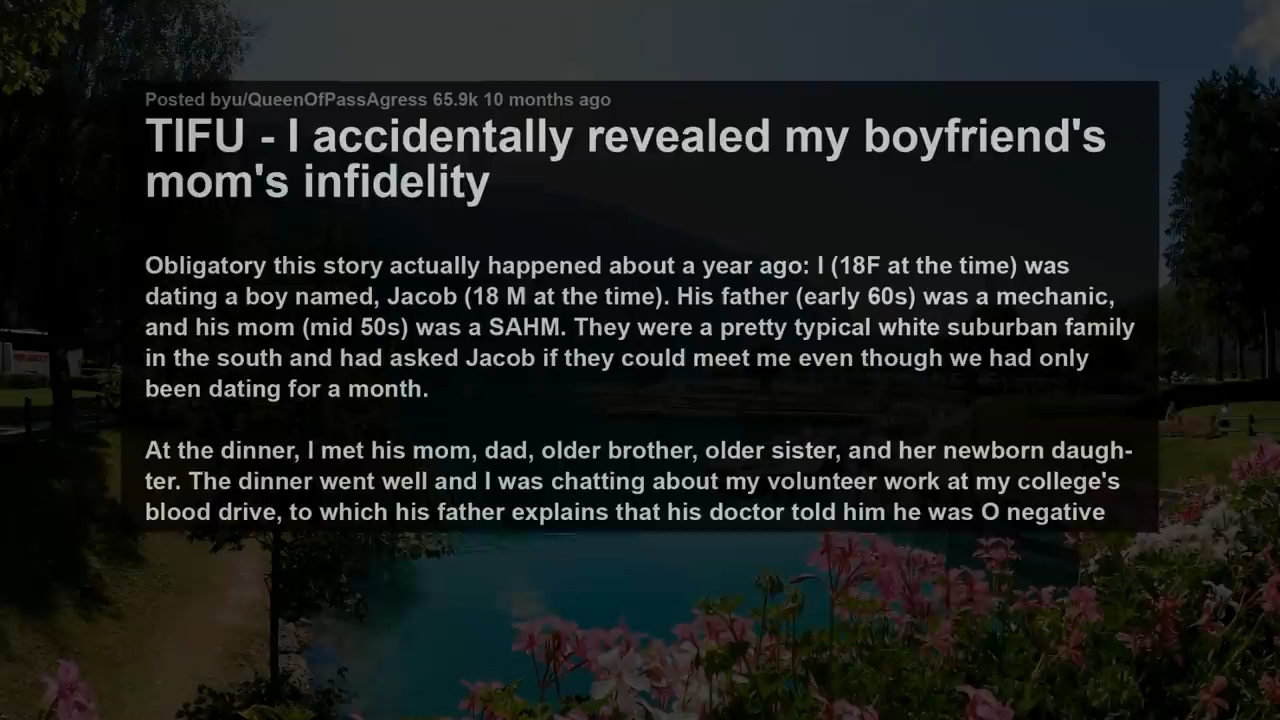 Posted byu/QueenOfPassAgress 65.9k 10 months ago
TIFU - I accidentally revealed my boyfriend's
mom's infidelity
Obligatory this story actually happened about a year ago: I (18F at the time) was
dating a boy named, Jacob (18 M at the time). His father (early 60s) was a mechanic,
and his mom (mid 50s) was a SAHM. They were a pretty typical white suburban family
in the south and had asked Jacob if they could meet me even though we had only
been dating for a month.
At the dinner, I met his mom, dad, older brother, older sister, and her newborn daugh-
ter. The dinner went well and I was chatting about my volunteer work at my college's
blood drive, to which his father explains that his doctor told him he was O negative